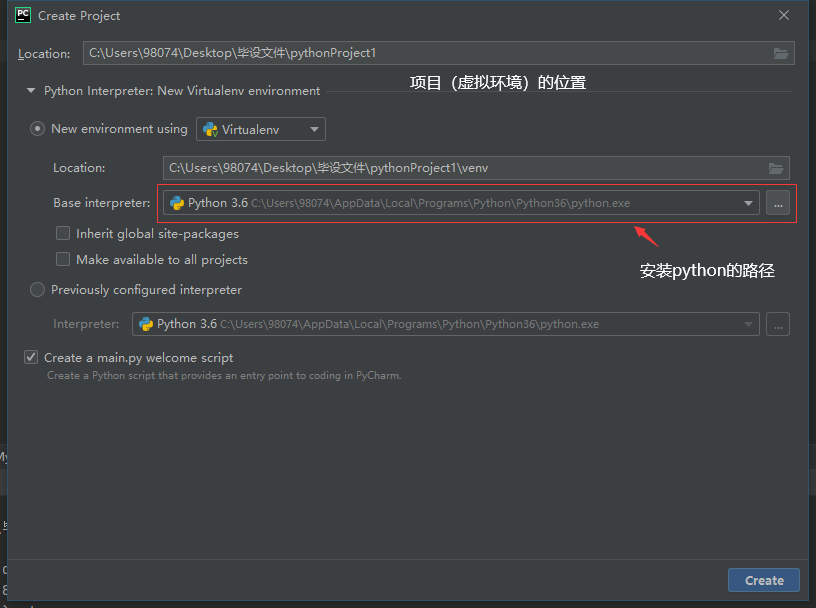 PC Create Project
Location: C:\Users\98074\Desktop\毕设文件\pythonProject1
项目（虚拟环境）的位置
Python Interpreter: New Virtualenv environment
New environment using Virtualenv
Location: C:\Users\98074\Desktop\毕设文件\pythonProject1\venv
Base interpreter: Python 3.6 C:\Users\98074\AppData\Local\Programs\Python\Python36\python.exe ...
Inherit global site-packages
Make available to all projects
安装python的路径
Previously configured interpreter
Interpreter: Python 3.6 C:\Users\98074\AppData\Local\Programs\Python\Python36\python.exe ...
Create a main.py welcome script
Create a Python script that provides an entry point to coding in PyCharm.
Create